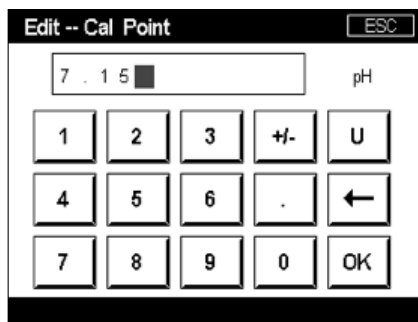 Edit -- Cal Point ESC
7 . 1 5 pH
1 2 3 +/- U
4 5 6 . ←
7 8 9 0 OK